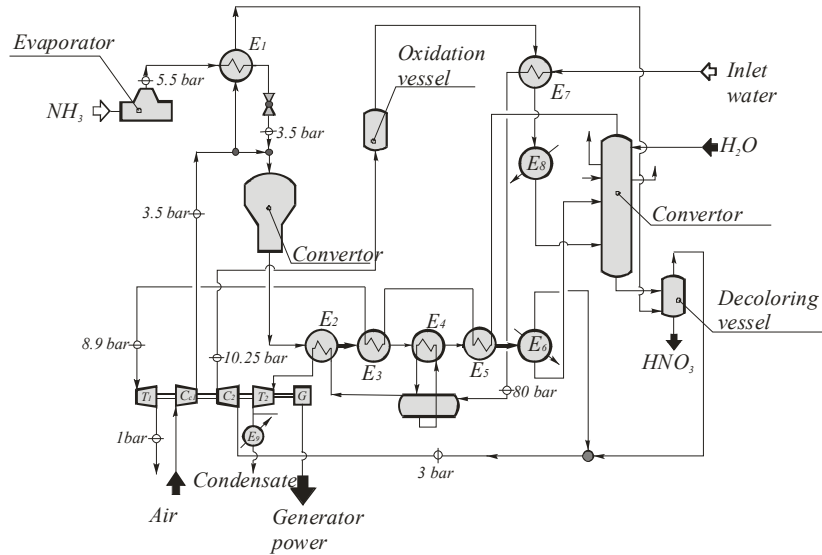 Evaporator
E1
5.5 bar
NH3
3.5 bar
Oxidation
vessel
E7
Inlet
water
E8
H2O
Convertor
3.5 bar
Convertor
Decoloring
vessel
HNO3
8.9 bar
10.25 bar
E2
E3
E4
E5
E6
80 bar
T1
Cc1
C2
T2
G
E9
1bar
3 bar
Condensate
Air
Generator
power